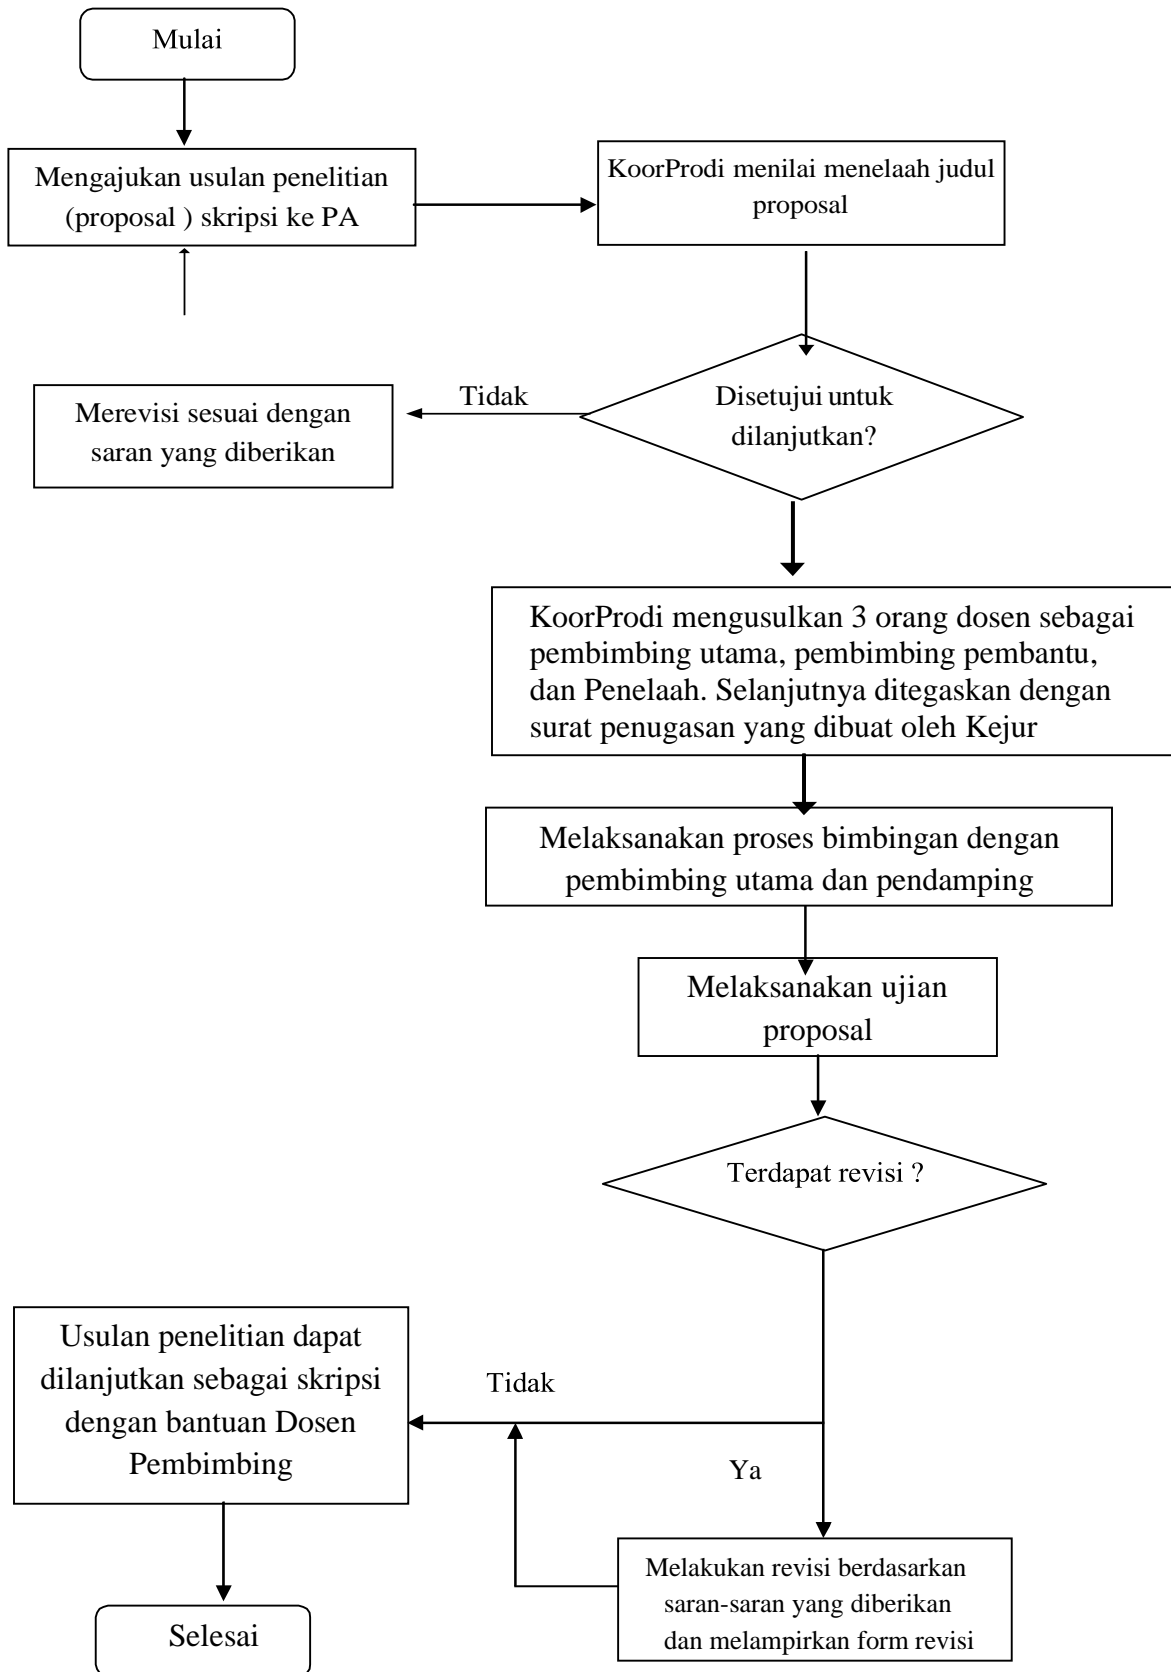 Mulai
Mengajukan usulan penelitian
(proposal ) skripsi ke PA
KoorProdi menilai menelaah judul
proposal
Disetujui untuk
dilanjutkan?
Tidak
Merevisi sesuai dengan
saran yang diberikan
KoorProdi mengusulkan 3 orang dosen sebagai
pembimbing utama, pembimbing pembantu,
dan Penelaah. Selanjutnya ditegaskan dengan
surat penugasan yang dibuat oleh Kejur
Melaksanakan proses bimbingan dengan
pembimbing utama dan pendamping
Melaksanakan ujian
proposal
Terdapat revisi ?
Usulan penelitian dapat
dilanjutkan sebagai skripsi
dengan bantuan Dosen
Pembimbing
Tidak
Ya
Melakukan revisi berdasarkan
saran-saran yang diberikan
dan melampirkan form revisi
Selesai